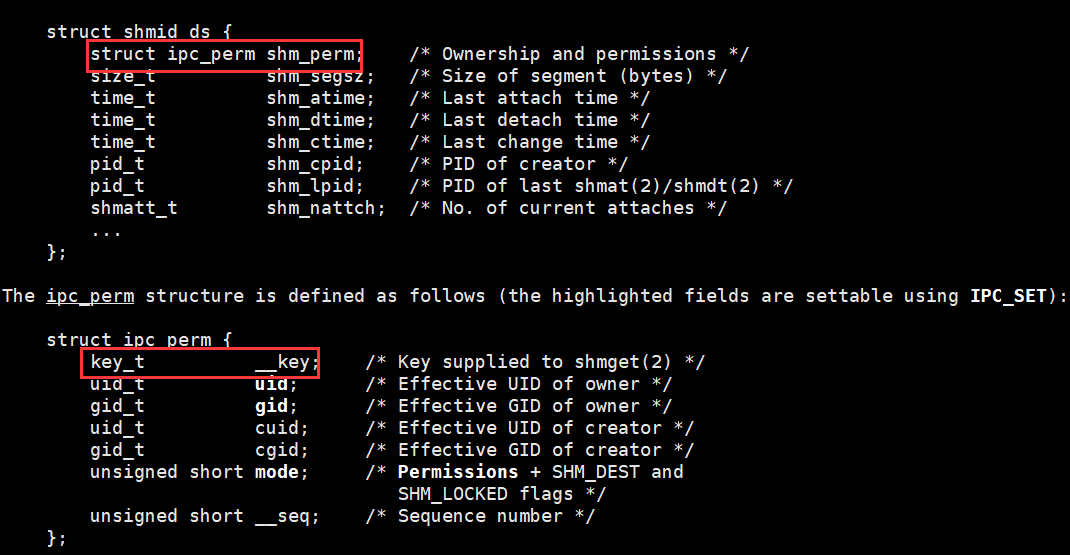 struct shmid_ds {
    struct ipc_perm shm_perm;    /* Ownership and permissions */
    size_t          shm_segsz;   /* Size of segment (bytes) */
    time_t          shm_atime;   /* Last attach time */
    time_t          shm_dtime;   /* Last detach time */
    time_t          shm_ctime;   /* Last change time */
    pid_t           shm_cpid;    /* PID of creator */
    pid_t           shm_lpid;    /* PID of last shmat(2)/shmdt(2) */
    shmatt_t        shm_nattch;  /* No. of current attaches */
    ...
};
The ipc_perm structure is defined as follows (the highlighted fields are settable using IPC_SET):
struct ipc_perm {
    key_t          __key;    /* Key supplied to shmget(2) */
    uid_t          uid;      /* Effective UID of owner */
    gid_t          gid;      /* Effective GID of owner */
    uid_t          cuid;     /* Effective UID of creator */
    gid_t          cgid;     /* Effective GID of creator */
    unsigned short mode;     /* Permissions + SHM_DEST and
                                SHM_LOCKED flags */
    unsigned short __seq;    /* Sequence number */
};